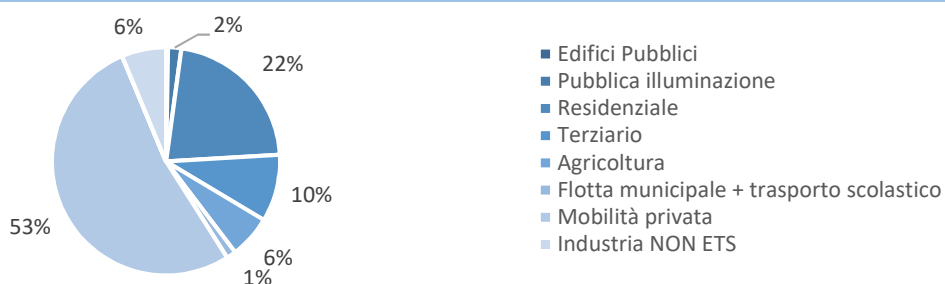 6%
2%
22%
10%
6%
1%
53%
Edifici Pubblici
Pubblica illuminazione
Residenziale
Terziario
Agricoltura
Flotta municipale + trasporto scolastico
Mobilità privata
Industria NON ETS